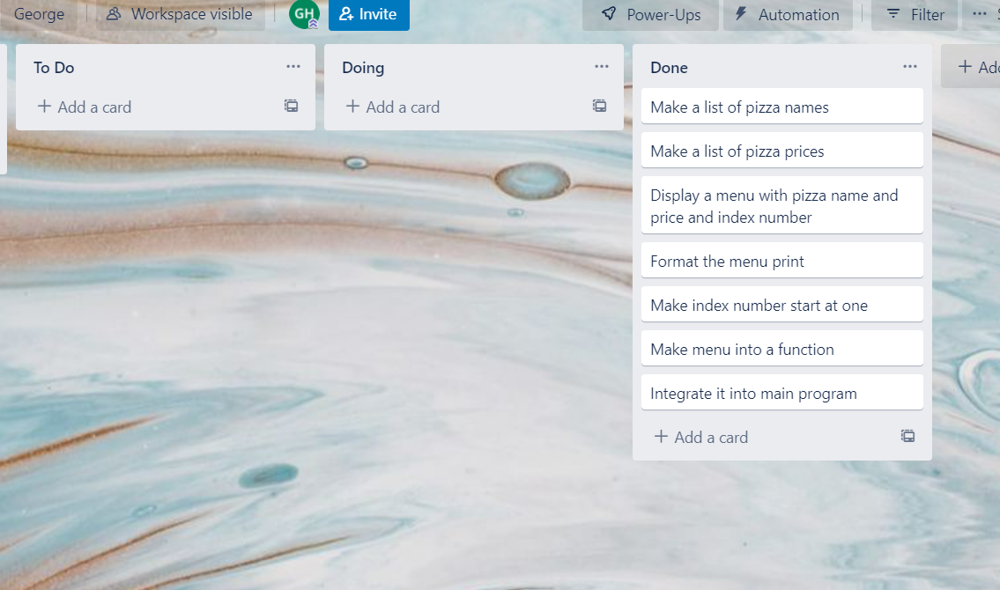 George
Workspace visible
GH
Invite
Power-Ups
Automation
Filter
To Do
Add a card
Doing
Add a card
Done
Make a list of pizza names
Make a list of pizza prices
Display a menu with pizza name and
price and index number
Format the menu print
Make index number start at one
Make menu into a function
Integrate it into main program
Add a card